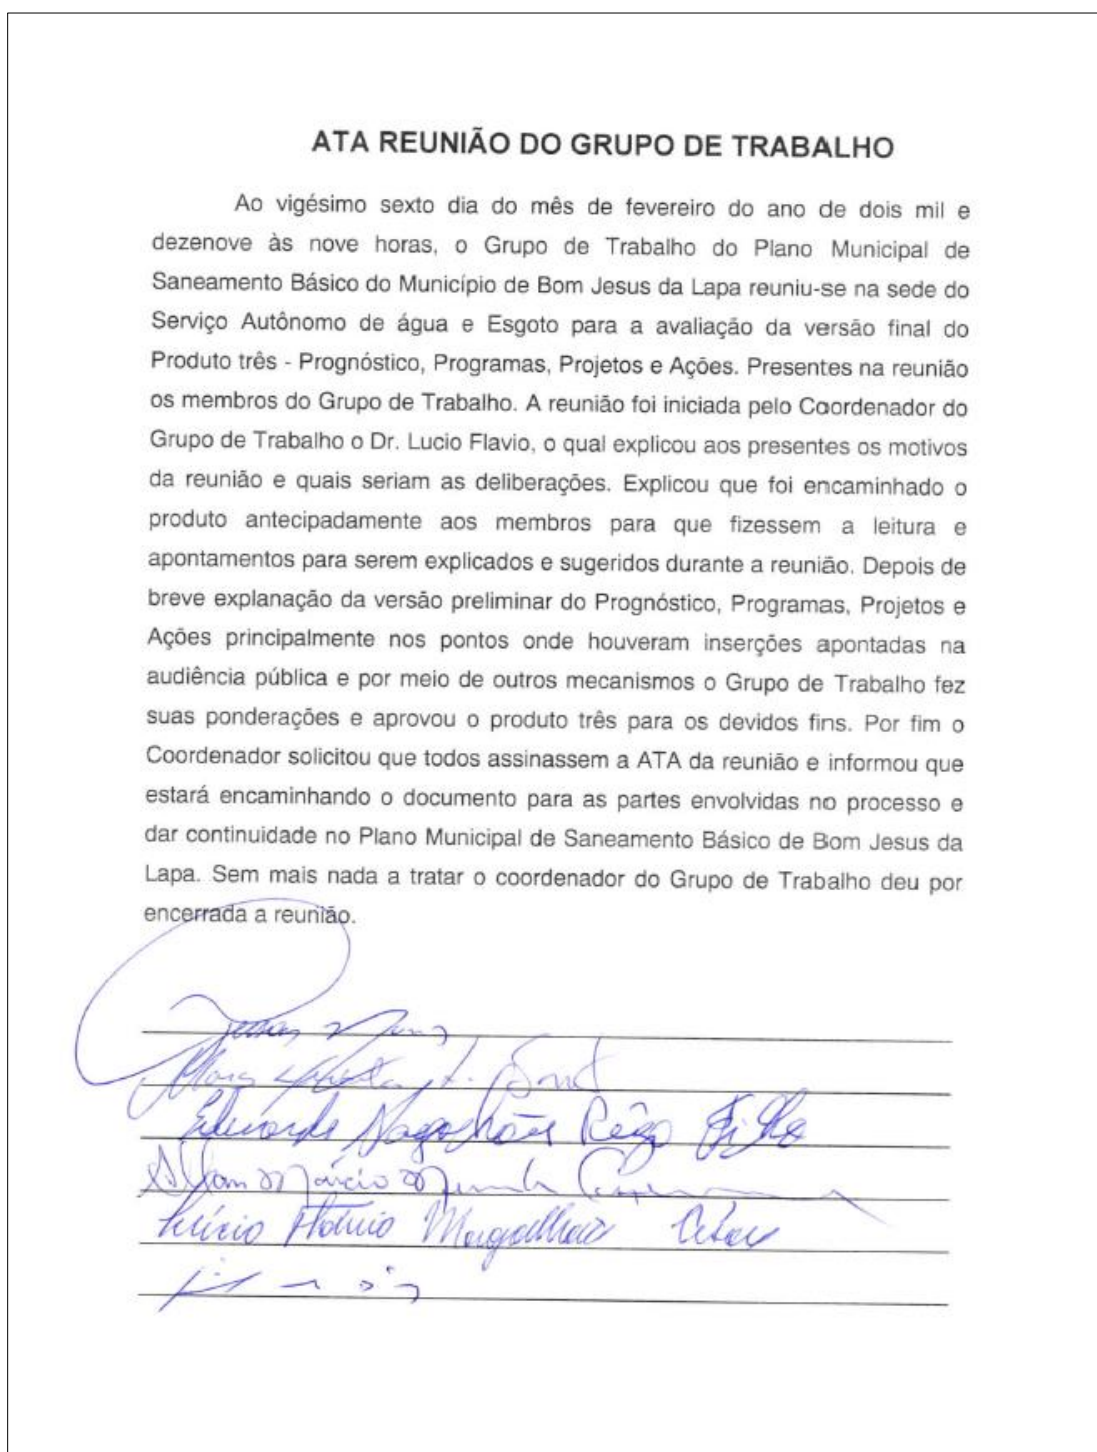 ATA REUNIÃO DO GRUPO DE TRABALHO
Ao vigésimo sexto dia do mês de fevereiro do ano de dois mil e
dezenove às nove horas, o Grupo de Trabalho do Plano Municipal de
Saneamento Básico do Município de Bom Jesus da Lapa reuniu-se na sede do
Serviço Autônomo de água e Esgoto para a avaliação da versão final do
Produto três - Prognóstico, Programas, Projetos e Ações. Presentes na reunião
os membros do Grupo de Trabalho. A reunião foi iniciada pelo Coordenador do
Grupo de Trabalho o Dr. Lucio Flavio, o qual explicou aos presentes os motivos
da reunião e quais seriam as deliberações. Explicou que foi encaminhado o
produto antecipadamente aos membros para que fizessem a leitura e
apontamentos para serem explicados e sugeridos durante a reunião. Depois de
breve explanação da versão preliminar do Prognóstico, Programas, Projetos e
Ações principalmente nos pontos onde houveram inserções apontadas na
audiência pública e por meio de outros mecanismos o Grupo de Trabalho fez
suas ponderações e aprovou o produto três para os devidos fins. Por fim o
Coordenador solicitou que todos assinassem a ATA da reunião e informou que
estará encaminhando o documento para as partes envolvidas no processo e
dar continuidade no Plano Municipal de Saneamento Básico de Bom Jesus da
Lapa. Sem mais nada a tratar o coordenador do Grupo de Trabalho deu por
encerrada a reunião.
Eduardo Magalhães Rêgo Filho
Márcio
Lúcio Flávio Magalhães César